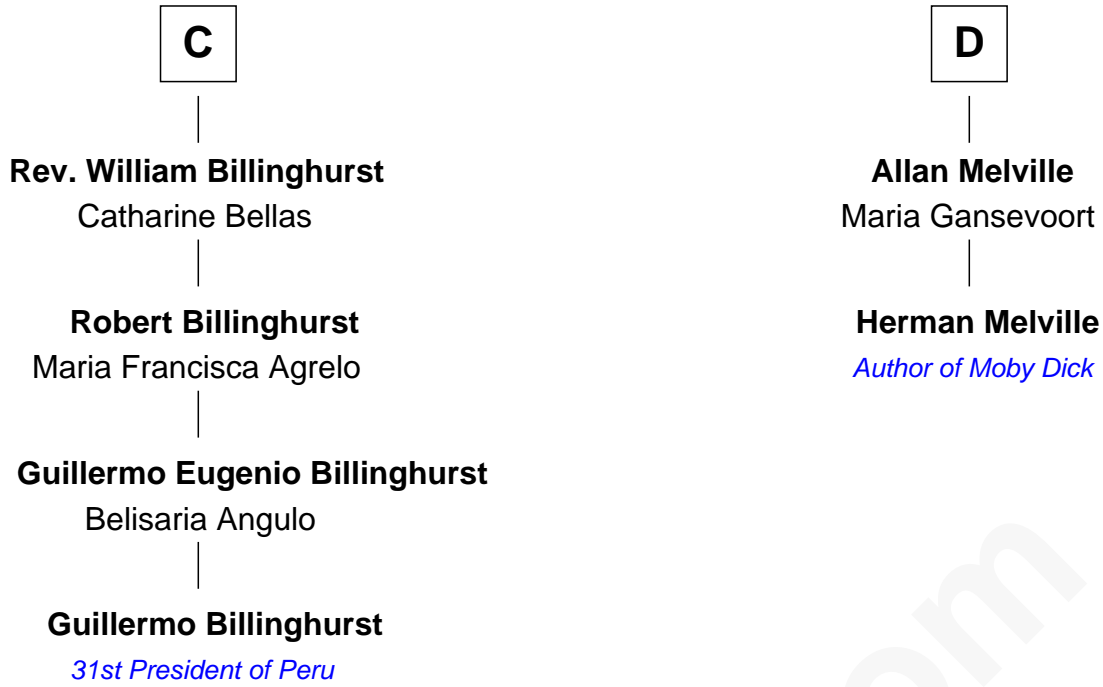 C
Rev. William Billinghurst
Catharine Bellas
Robert Billinghurst
Maria Francisca Agrelo
Guillermo Eugenio Billinghurst
Belisaria Angulo
Guillermo Billinghurst
31st President of Peru
D
Allan Melville
Maria Gansevoort
Herman Melville
Author of Moby Dick
om